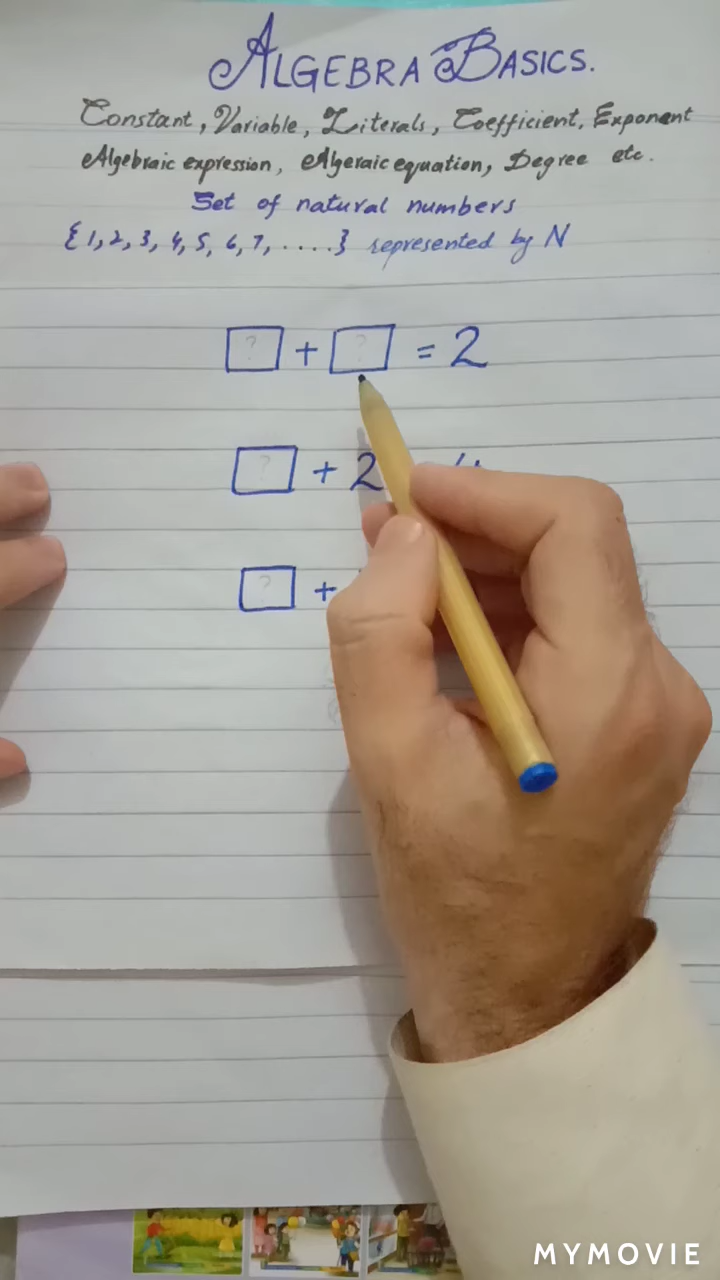 ALGEBRA BASICS.
Constant, Variable, Literals, Coefficient, Exponent
Algebraic expression, Algeraic equation, Degree etc.
Set of natural numbers
{1, 2, 3, 4, 5, 6, 7, ....} represented by N
? + ? = 2
? + 2
? +
MYMOVIE